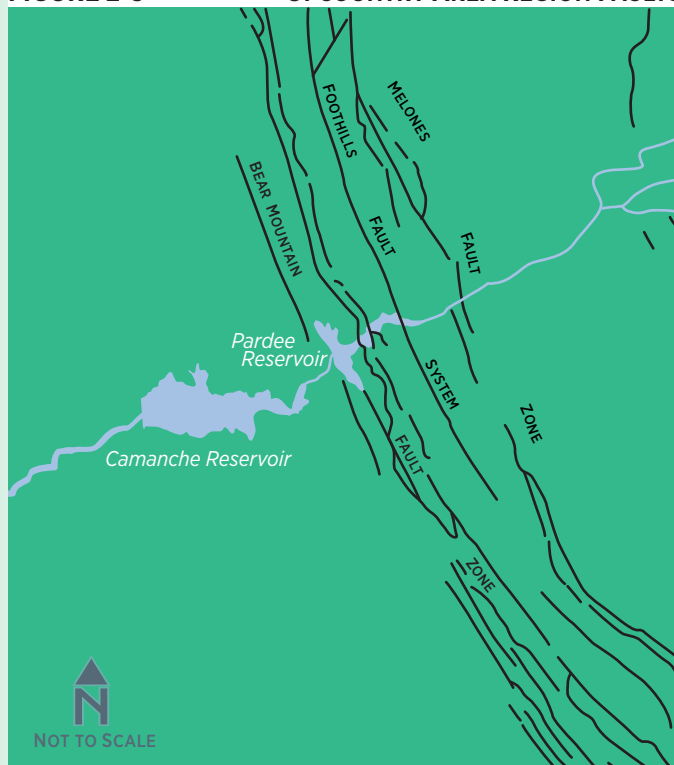 BEAR MOUNTAIN
FAULT
ZONE
FOOTHILLS
FAULT
SYSTEM
MELONES
FAULT
ZONE
Pardee
Reservoir
Camanche Reservoir
N
NOT TO SCALE